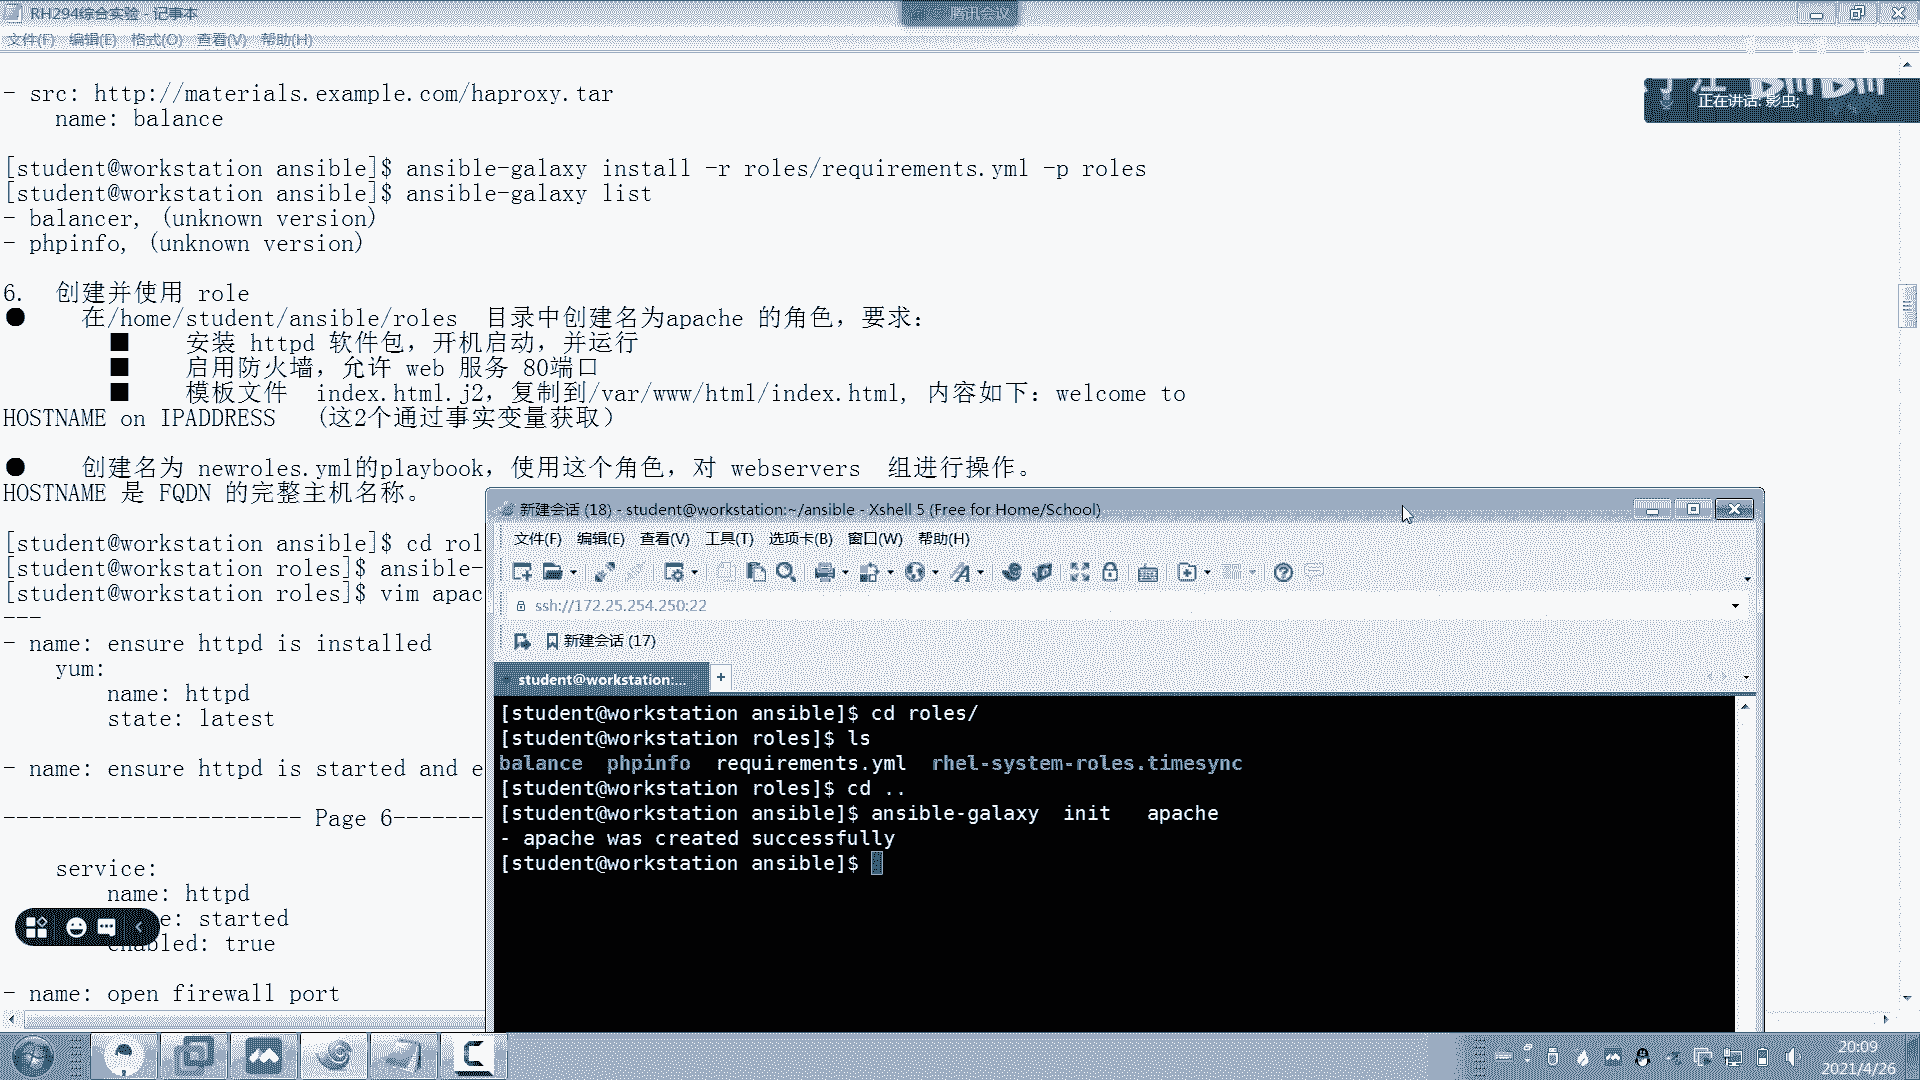 RH294综合实验 - 记事本
腾讯会议
文件(F) 编辑(E) 格式(O) 查看(V) 帮助(H)
- src: http://materials.example.com/haproxy.tar
name: balance
正在讲话: 影虫;
[student@workstation ansible]$ ansible-galaxy install -r roles/requirements.yml -p roles
[student@workstation ansible]$ ansible-galaxy list
- balancer, (unknown version)
- phpinfo, (unknown version)
6. 创建并使用 role
● 在/home/student/ansible/roles 目录中创建名为apache 的角色，要求：
■ 安装 httpd 软件包，开机启动，并运行
■ 启用防火墙，允许 web 服务 80端口
■ 模板文件 index.html.j2，复制到/var/www/html/index.html, 内容如下：welcome to
HOSTNAME on IPADDRESS （这2个通过事实变量获取）
● 创建名为 newroles.yml的playbook，使用这个角色，对 webservers 组进行操作。
HOSTNAME 是 FQDN 的完整主机名称。
[student@workstation ansible]$ cd rol
[student@workstation roles]$ ansible-
[student@workstation roles]$ vim apac
---
- name: ensure httpd is installed
yum:
name: httpd
state: latest
- name: ensure httpd is started and e
----------------------- Page 6-------
service:
name: httpd
e: started
enabled: true
- name: open firewall port
新建会话 (18) - student@workstation:~/ansible - Xshell 5 (Free for Home/School)
文件(F) 编辑(E) 查看(V) 工具(T) 选项卡(B) 窗口(W) 帮助(H)
ssh://172.25.254.250:22
新建会话 (17)
student@workstation:...
[student@workstation ansible]$ cd roles/
[student@workstation roles]$ ls
balance phpinfo requirements.yml rhel-system-roles.timesync
[student@workstation roles]$ cd ..
[student@workstation ansible]$ ansible-galaxy init apache
- apache was created successfully
[student@workstation ansible]$
20:09
2021/4/26